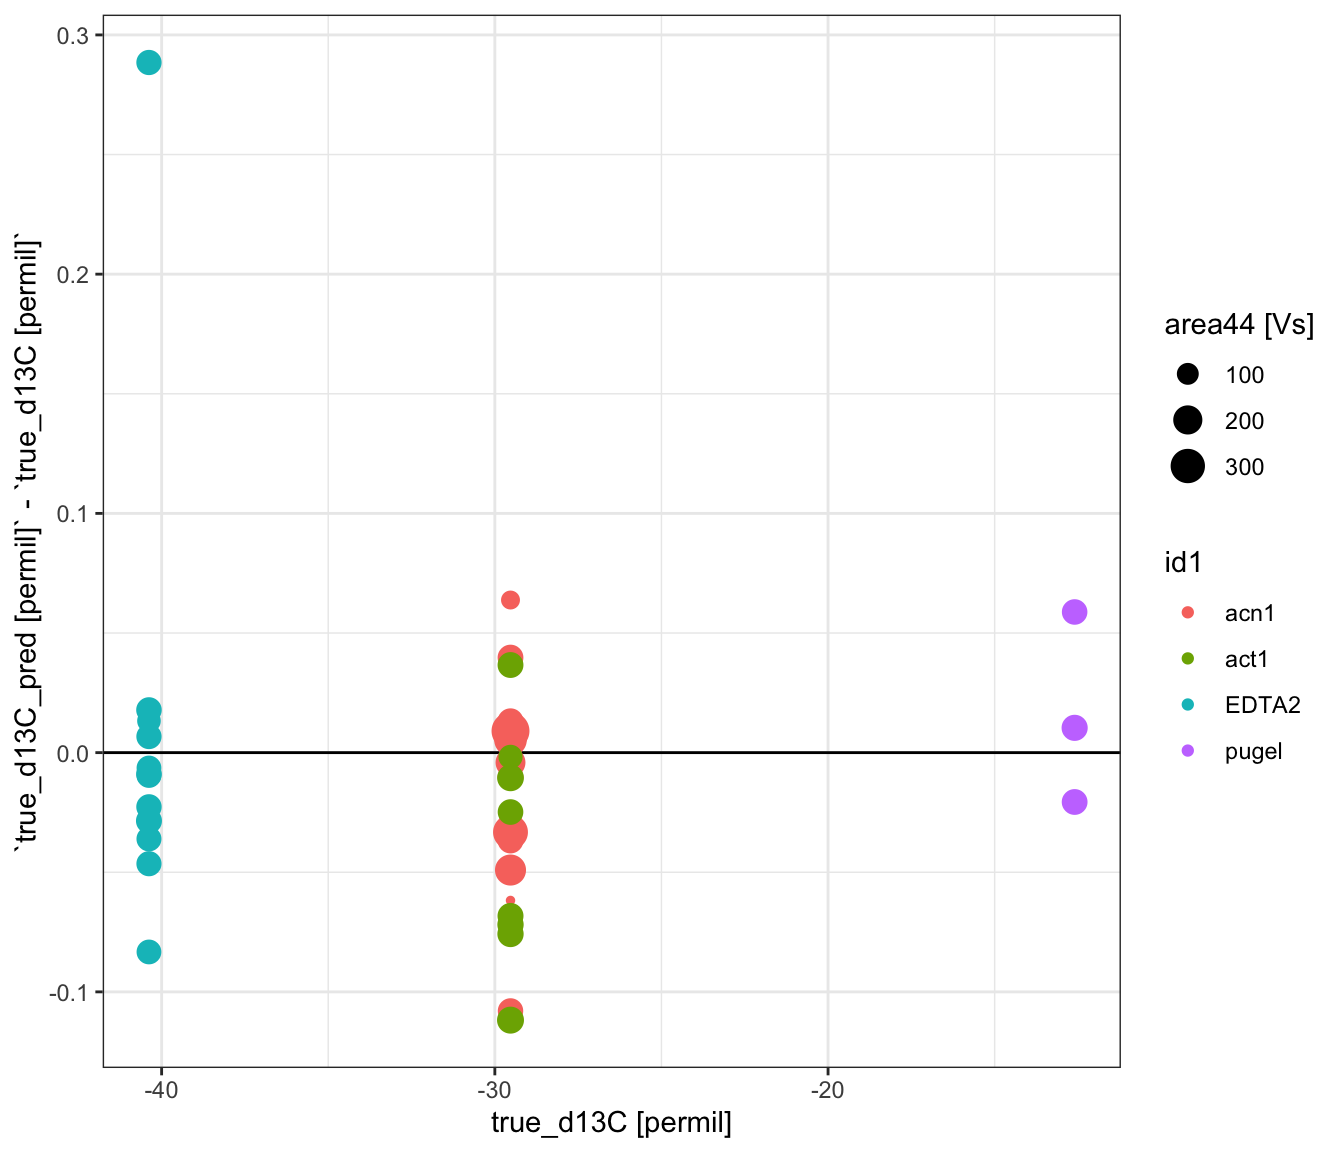 `true_d13C_pred [permil]` - `true_d13C [permil]`
0.3
0.2
0.1
0.0
-0.1
-40
-30
-20
true_d13C [permil]
area44 [Vs]
100
200
300
id1
acn1
act1
EDTA2
pugel